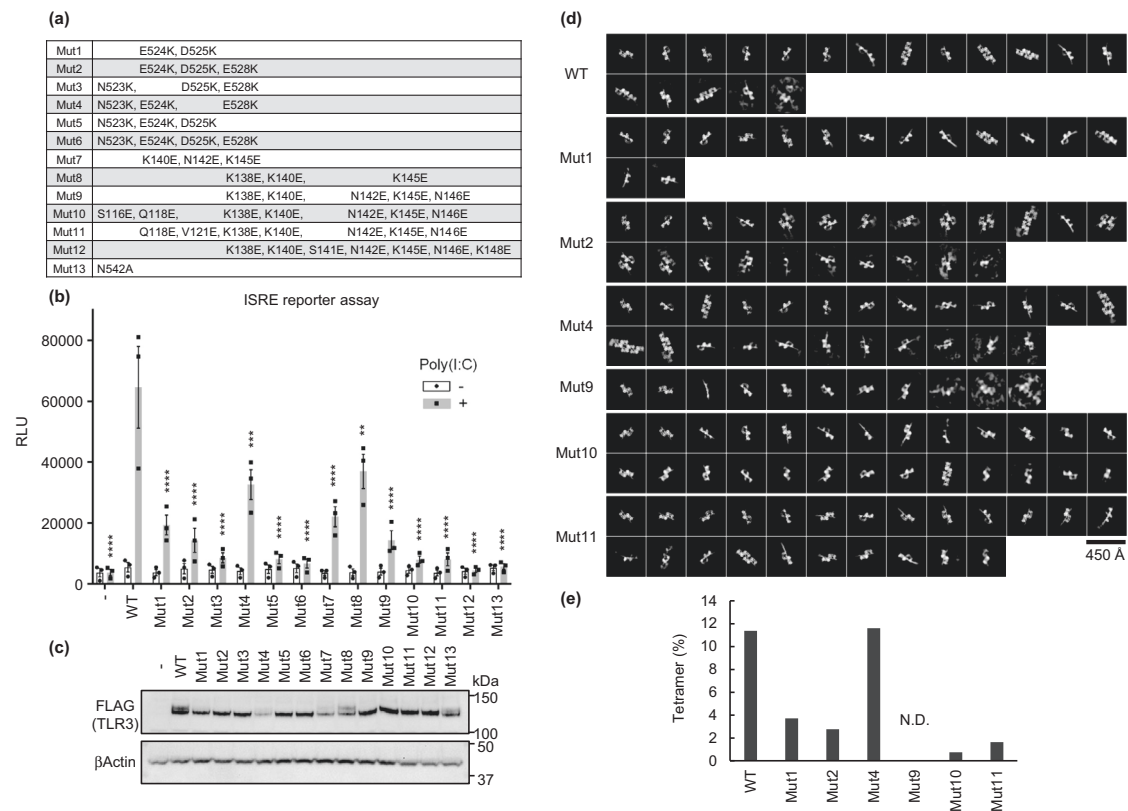 (a)
Mut1 E524K, D525K
Mut2 E524K, D525K, E528K
Mut3 N523K, D525K, E528K
Mut4 N523K, E524K, E528K
Mut5 N523K, E524K, D525K
Mut6 N523K, E524K, D525K, E528K
Mut7 K140E, N142E, K145E
Mut8 K138E, K140E, K145E
Mut9 K138E, K140E, N142E, K145E, N146E
Mut10 S116E, Q118E, K138E, K140E, N142E, K145E, N146E
Mut11 Q118E, V121E, K138E, K140E, N142E, K145E, N146E
Mut12 K138E, K140E, S141E, N142E, K145E, N146E, K148E
Mut13 N542A
(b)
ISRE reporter assay
RLU
80000
60000
40000
20000
0
Poly(I:C)
-
+
**** **** **** **** *** **** **** **** ** **** **** **** **** ****
- WT Mut1 Mut2 Mut3 Mut4 Mut5 Mut6 Mut7 Mut8 Mut9 Mut10 Mut11 Mut12 Mut13
(c)
- WT Mut1 Mut2 Mut3 Mut4 Mut5 Mut6 Mut7 Mut8 Mut9 Mut10 Mut11 Mut12 Mut13
kDa
FLAG
(TLR3)
150
100
βActin
50
37
(d)
WT
Mut1
Mut2
Mut4
Mut9
Mut10
Mut11
450 Å
(e)
Tetramer (%)
14
12
10
8
6
4
2
0
N.D.
WT Mut1 Mut2 Mut4 Mut9 Mut10 Mut11